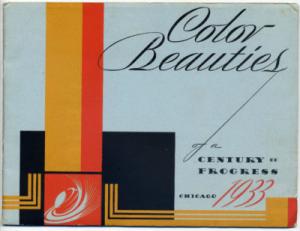 Color
Beauties
of a
CENTURY OF
PROGRESS
CHICAGO 1933